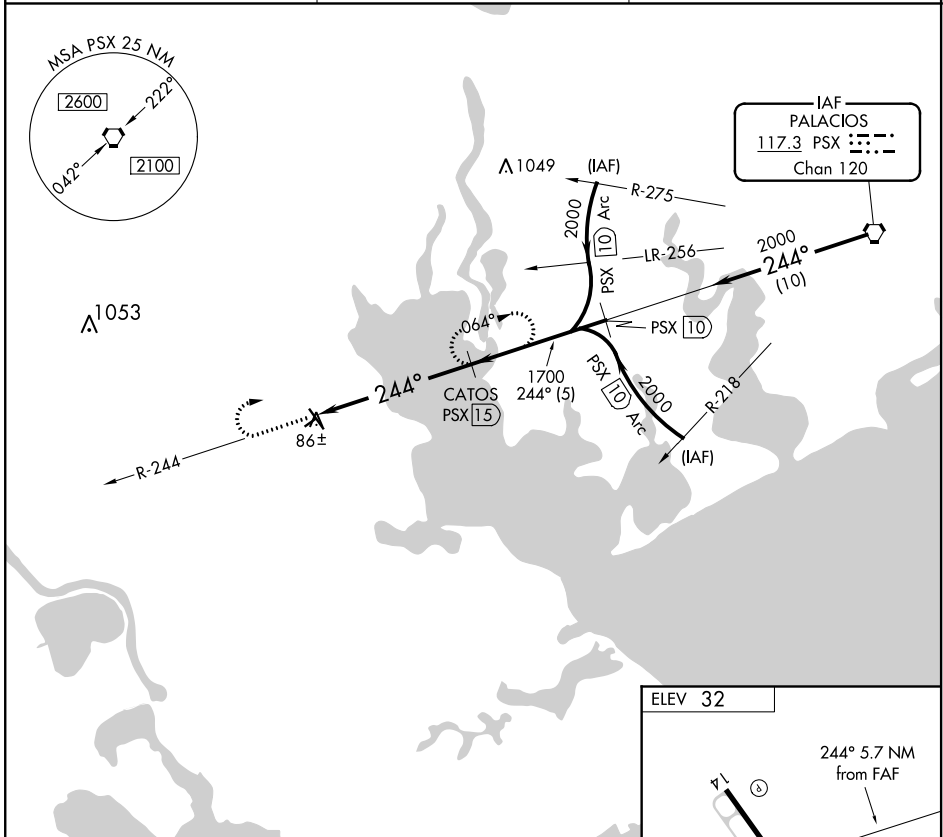 MSA PSX 25 NM
2600
222°
042°
2100
IAF
PALACIOS
117.3 PSX
Chan 120
1049
(IAF)
R-275
2000
PSX 10 Arc
LR-256
2000
244°
(10)
1053
064°
PSX 10
244°
CATOS
PSX 15
1700
244° (5)
PSX 10 Arc
2000
R-218
(IAF)
86±
R-244
ELEV 32
244° 5.7 NM
from FAF
14
P